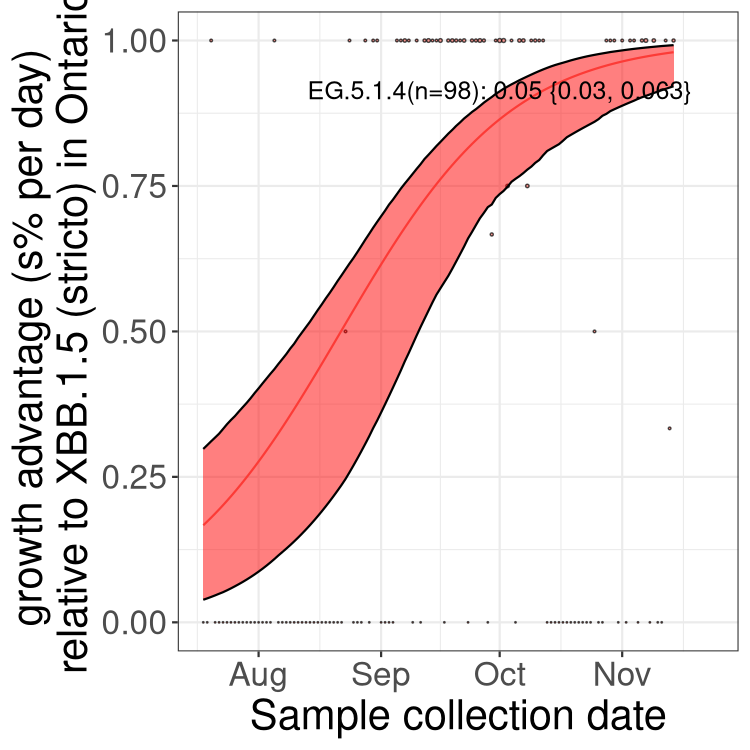 growth advantage (s% per day)
relative to XBB.1.5 (stricto) in Ontario
1.00
0.75
0.50
0.25
0.00
EG.5.1.4(n=98): 0.05 {0.03, 0.063}
Aug Sep Oct Nov
Sample collection date